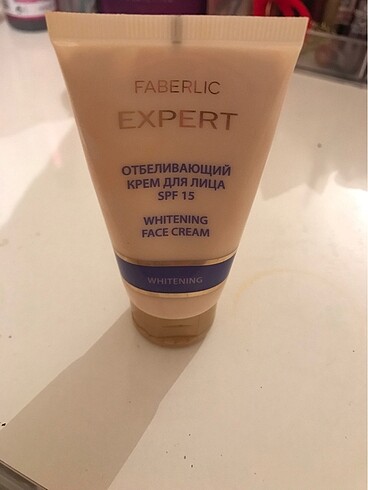 FABERLIC
EXPERT
ОТБЕЛИВАЮЩИЙ
КРЕМ ДЛЯ ЛИЦА
SPF 15
WHITENING
FACE CREAM
WHITENING